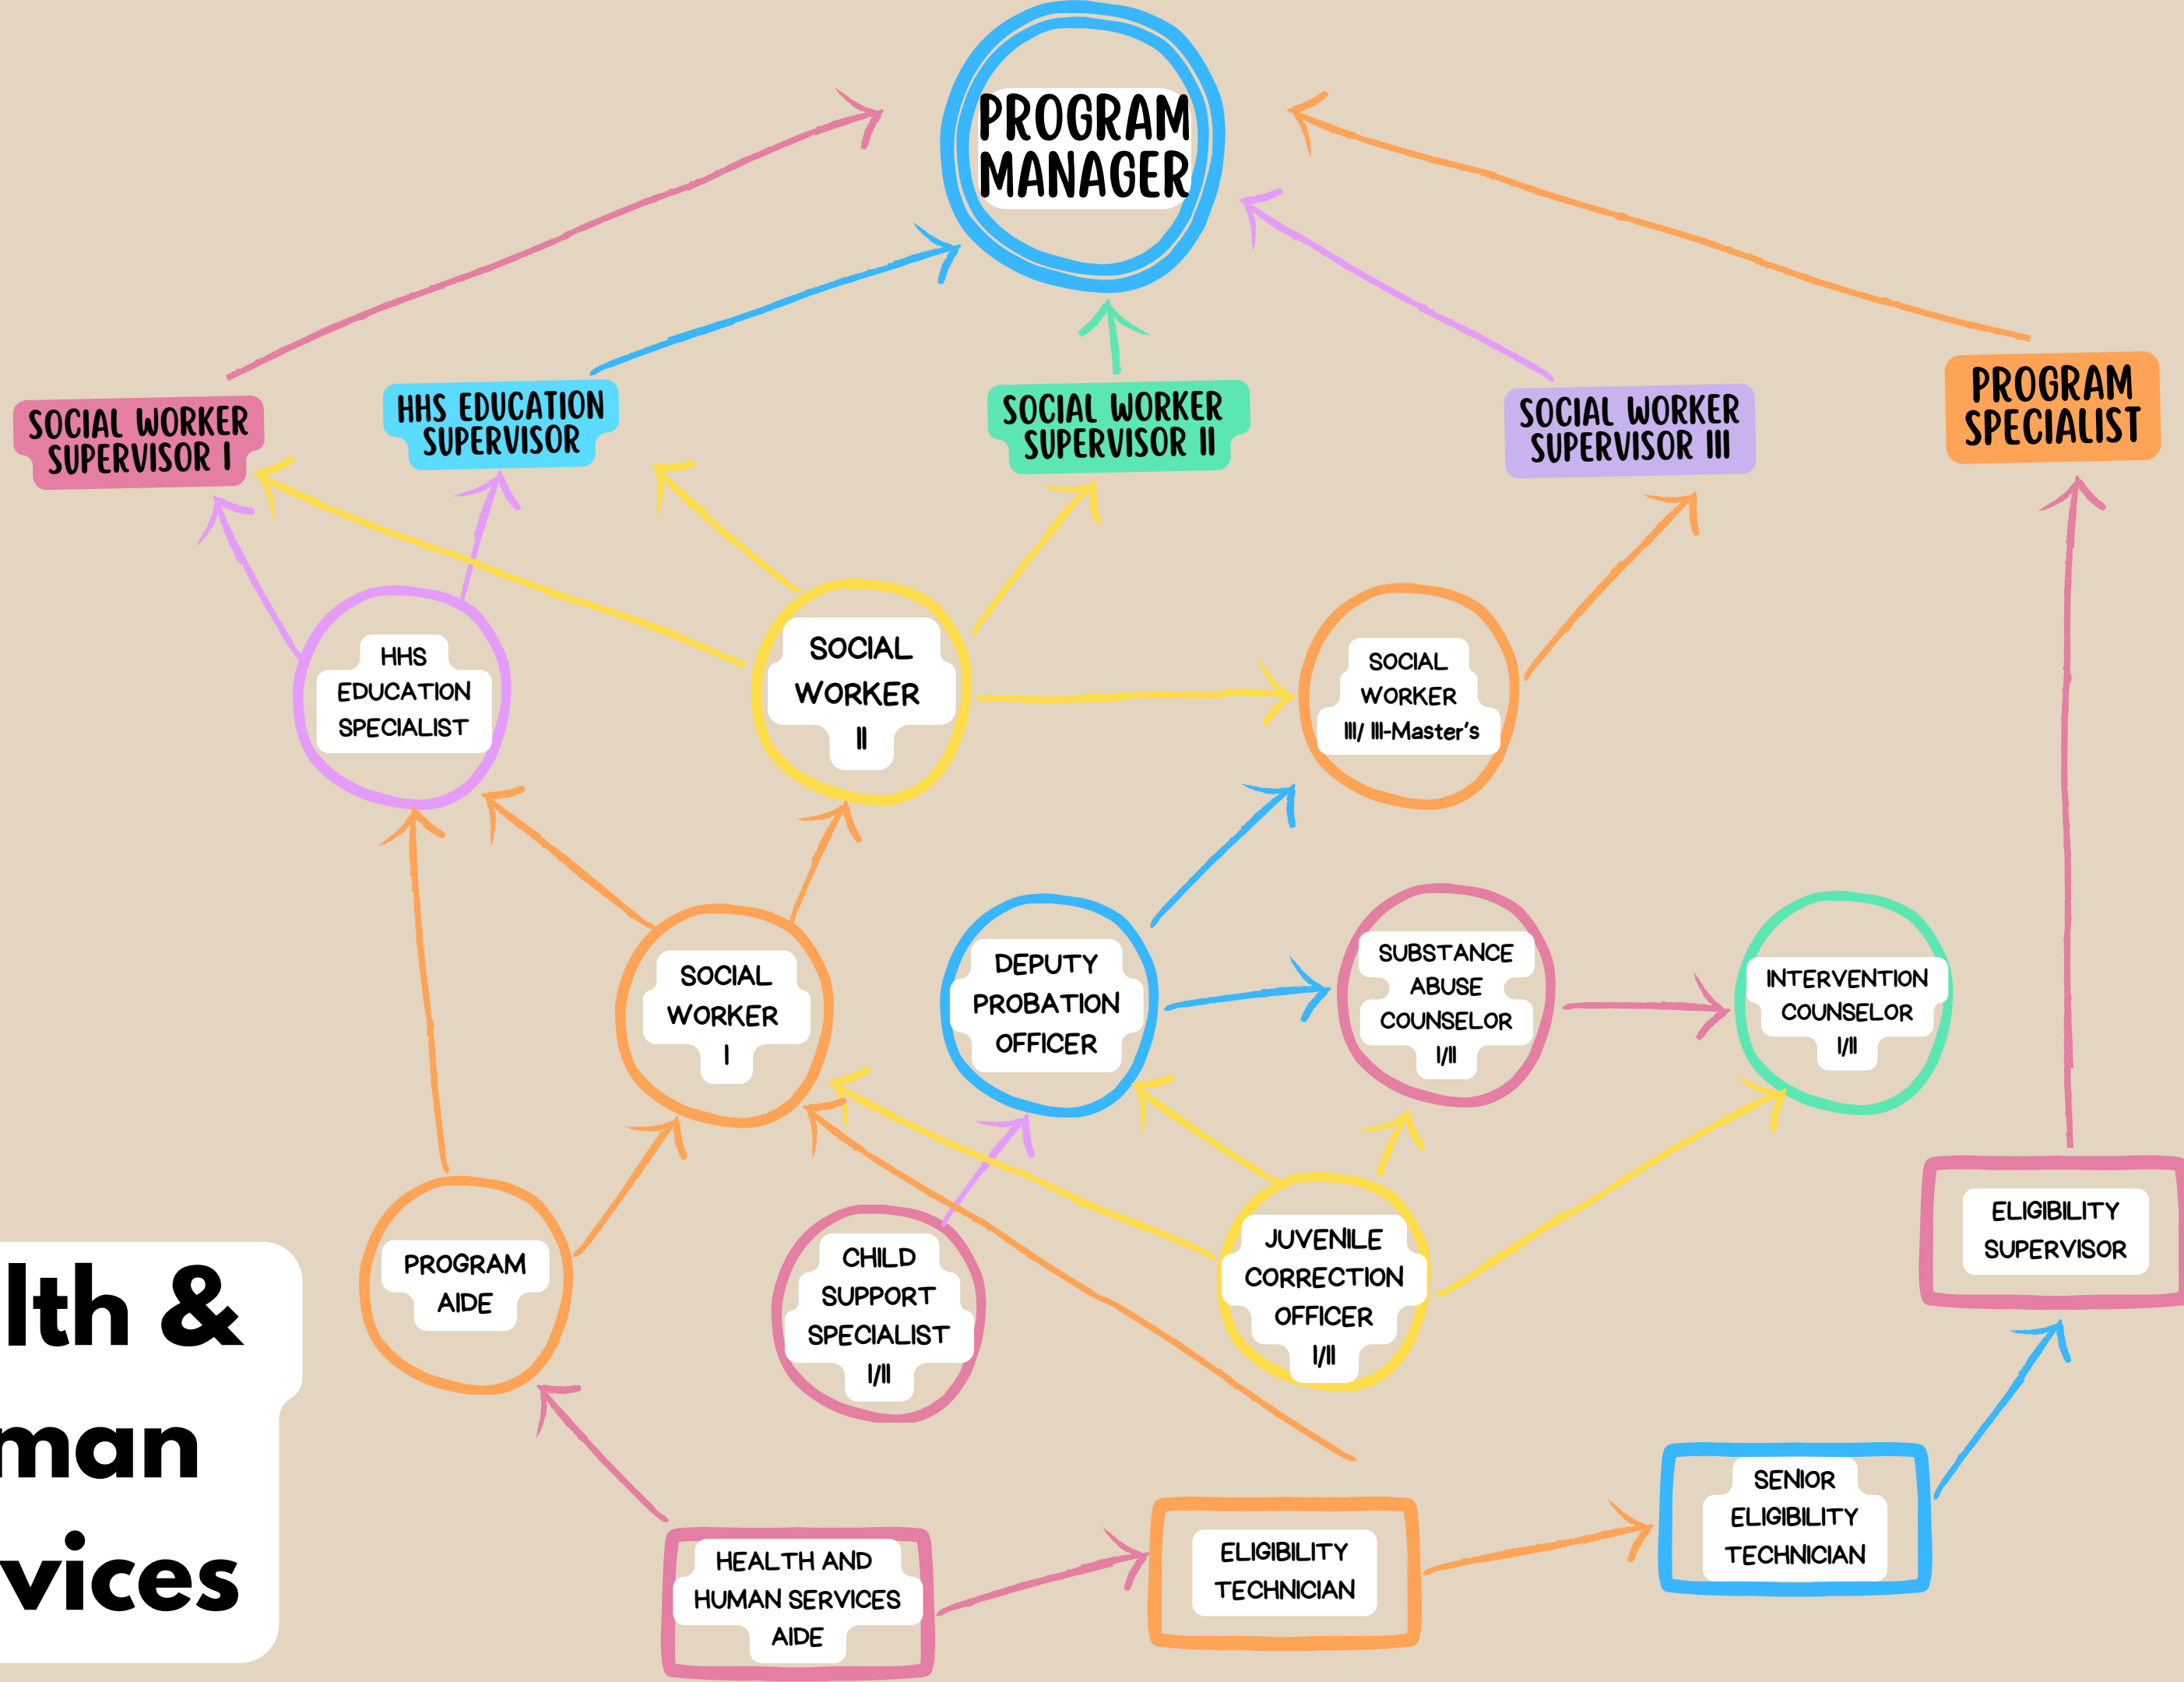 PROGRAM
MANAGER
SOCIAL WORKER
SUPERVISOR I
HHS EDUCATION
SUPERVISOR
SOCIAL WORKER
SUPERVISOR II
SOCIAL WORKER
SUPERVISOR III
PROGRAM
SPECIALIST
HHS
EDUCATION
SPECIALIST
SOCIAL
WORKER
II
SOCIAL
WORKER
III/ III-Master's
SOCIAL
WORKER
I
DEPUTY
PROBATION
OFFICER
SUBSTANCE
ABUSE
COUNSELOR
I/II
INTERVENTION
COUNSELOR
I/II
PROGRAM
AIDE
CHILD
SUPPORT
SPECIALIST
I/II
JUVENILE
CORRECTION
OFFICER
I/II
ELIGIBILITY
SUPERVISOR
lth &
man
vices
HEALTH AND
HUMAN SERVICES
AIDE
ELIGIBILITY
TECHNICIAN
SENIOR
ELIGIBILITY
TECHNICIAN